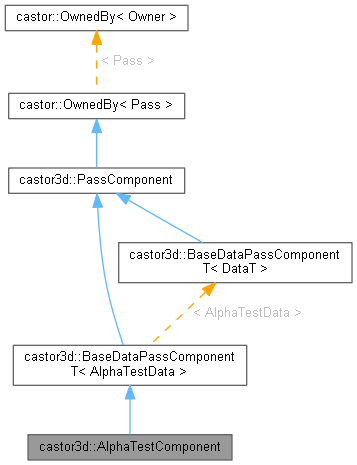 castor::OwnedBy< Owner >
< Pass >
castor::OwnedBy< Pass >
castor3d::PassComponent
castor3d::BaseDataPassComponent
T< DataT >
< AlphaTestData >
castor3d::BaseDataPassComponent
T< AlphaTestData >
castor3d::AlphaTestComponent